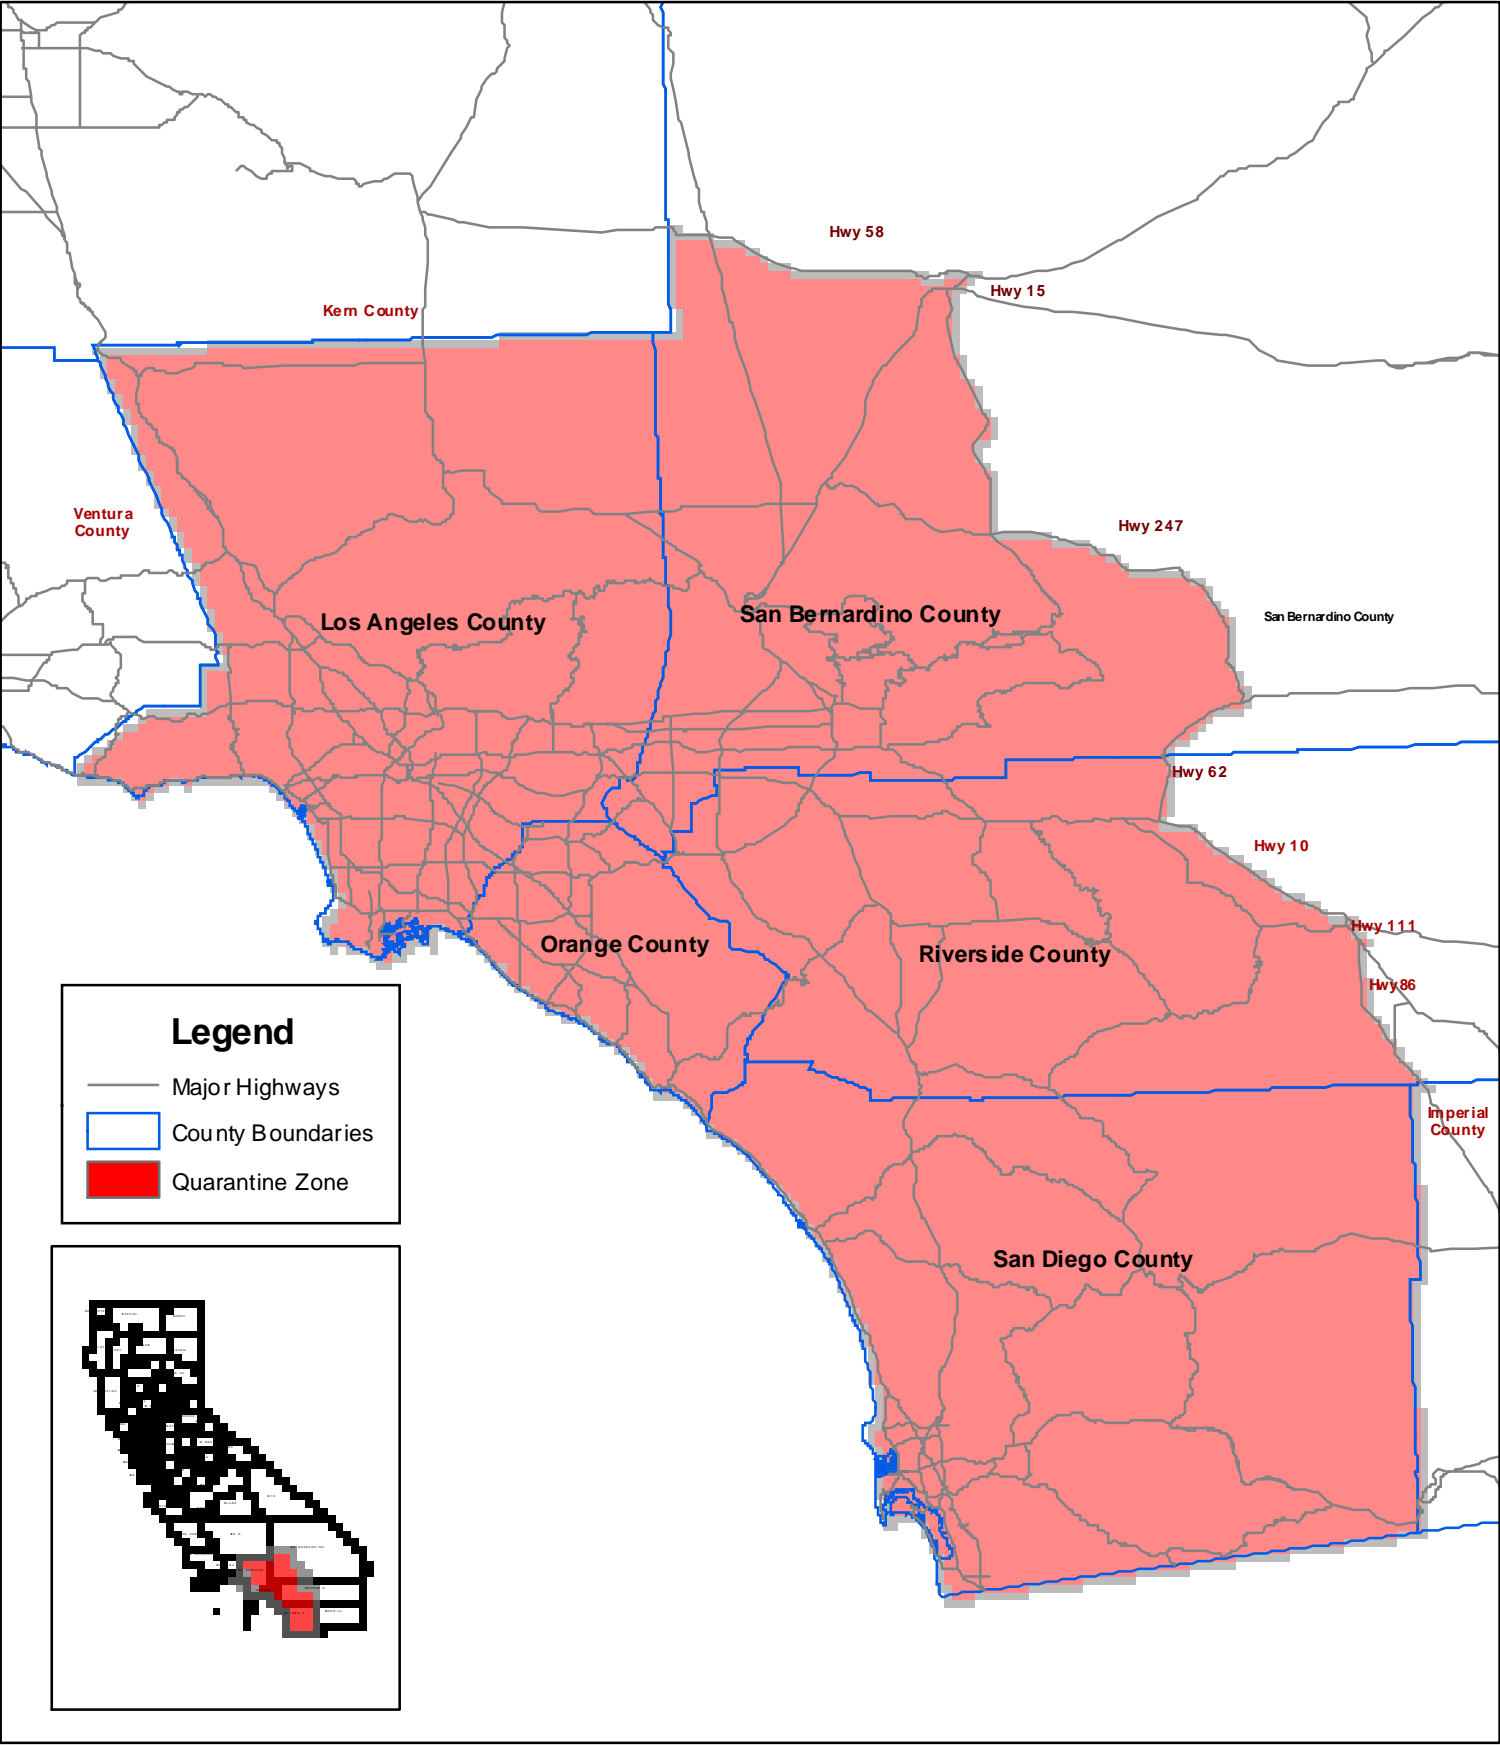 Hwy 58
Hwy 15
Kern County
Ventura
County
Hwy 247
Los Angeles County
San Bernardino County
San Bernardino County
Hwy 62
Hwy 10
Hwy 111
Orange County
Riverside County
Hwy86
Legend
Major Highways
County Boundaries
Quarantine Zone
Imperial
County
San Diego County